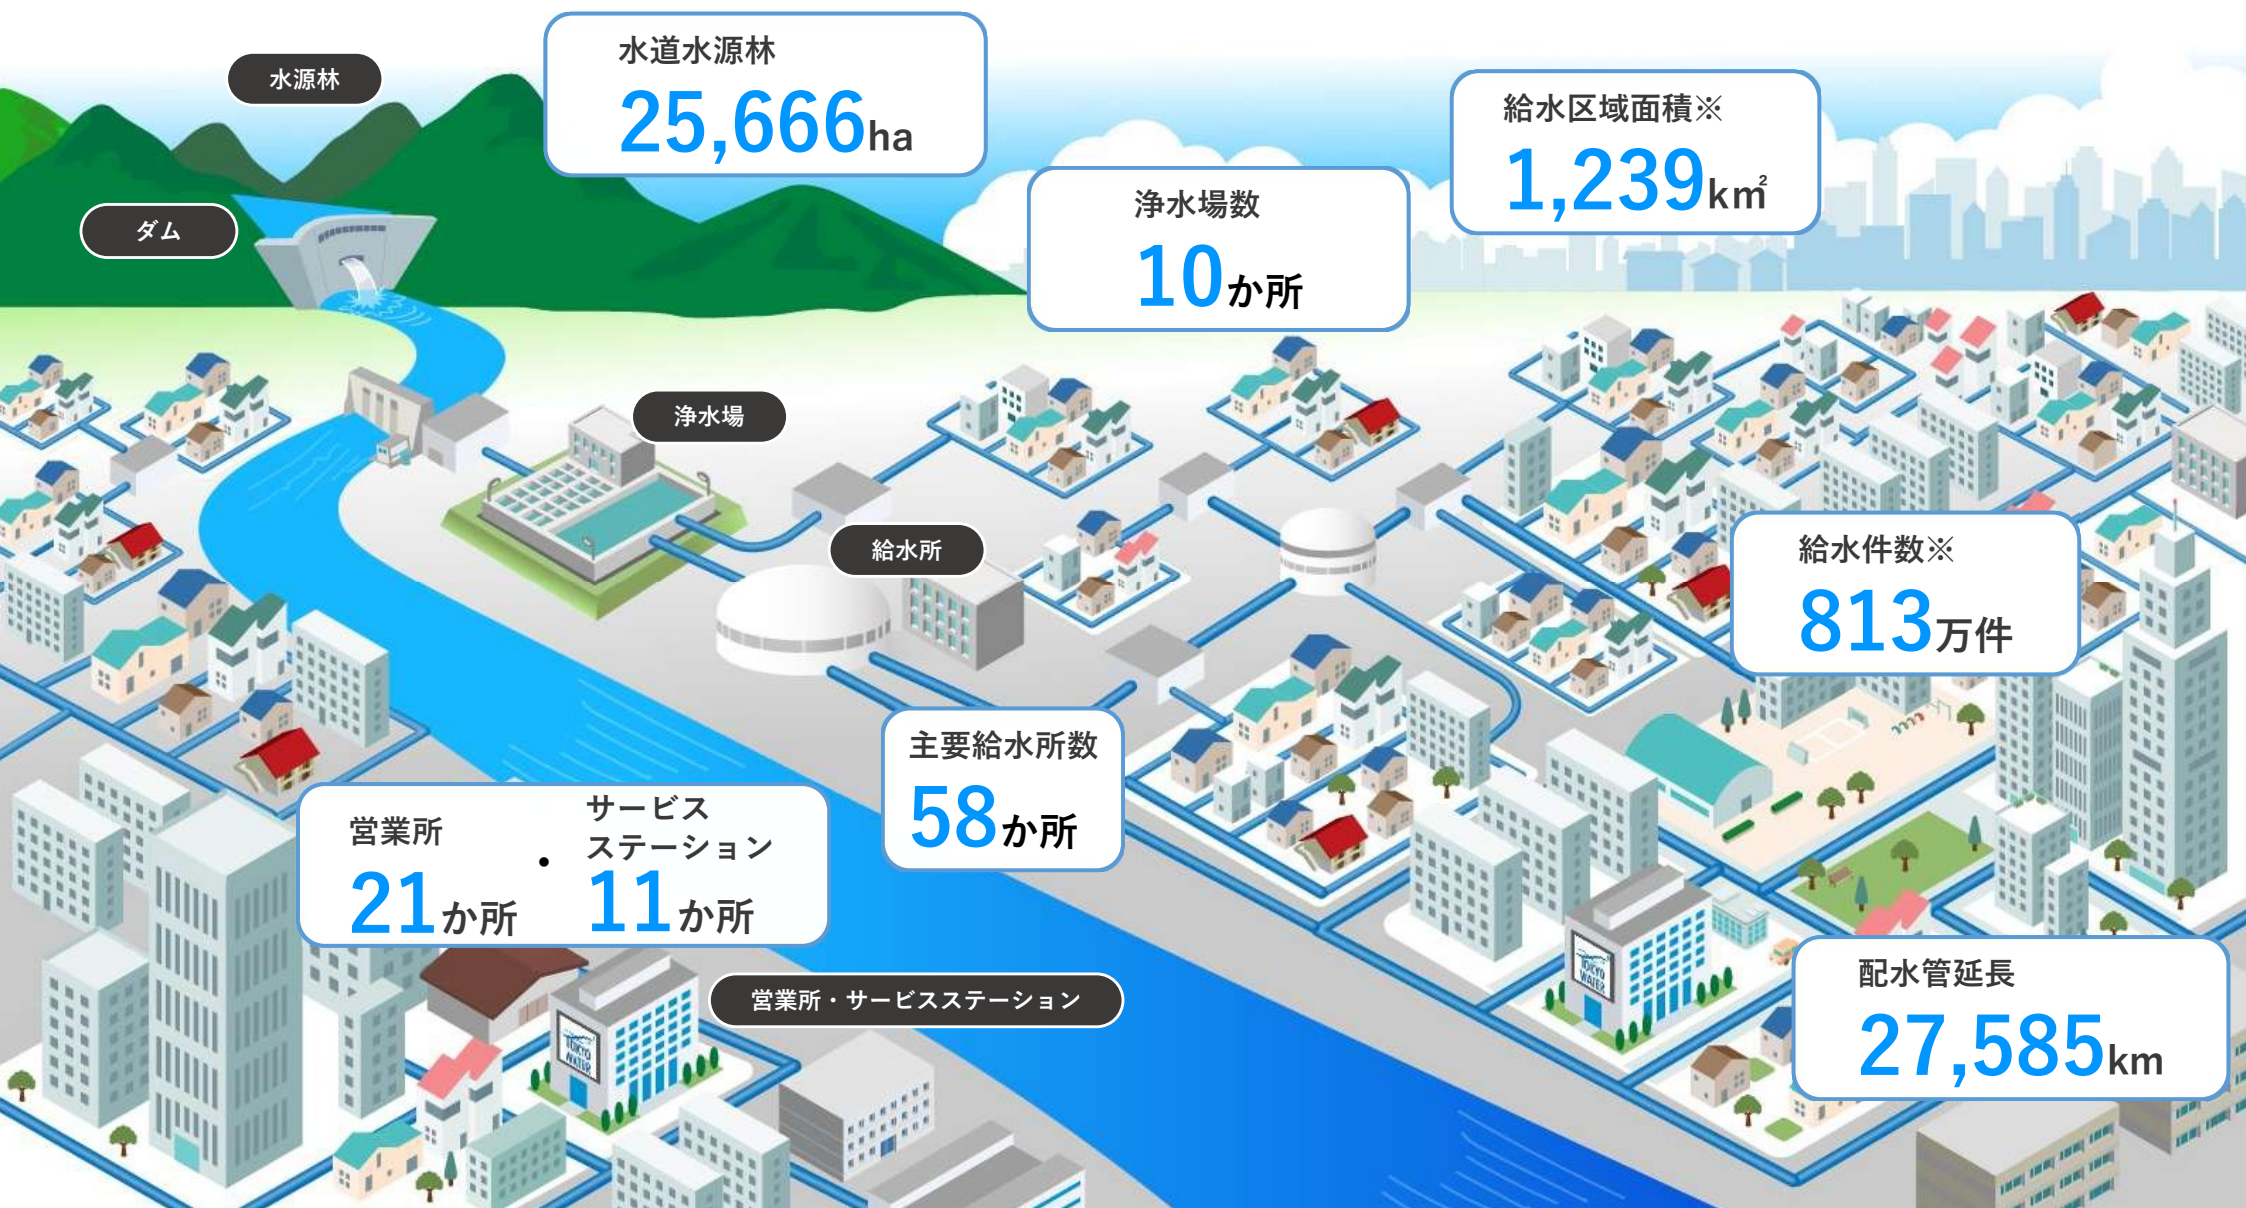 水源林
水道水源林
25,666ha
給水区域面積※
1,239k㎡
ダム
浄水場数
10か所
浄水場
給水所
給水件数※
813万件
主要給水所数
58か所
営業所
21か所
・
サービス
ステーション
11か所
営業所・サービスステーション
TOKYO
WATER
TOKYO
WATER
配水管延長
27,585km